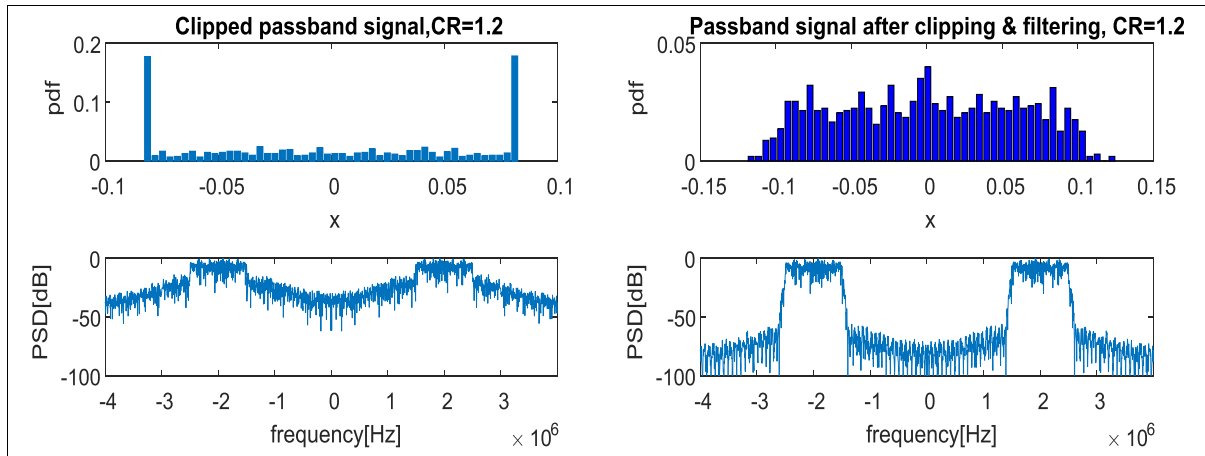 Clipped passband signal,CR=1.2
0.2
0.1
0
pdf
-0.1 -0.05 0 0.05 0.1
x
Passband signal after clipping & filtering, CR=1.2
0.05
0
pdf
-0.15 -0.1 -0.05 0 0.05 0.1 0.15
x
0
-50
-100
PSD[dB]
-4 -3 -2 -1 0 1 2 3
frequency[Hz]
× 10^6
0
-50
-100
PSD[dB]
-4 -3 -2 -1 0 1 2 3
frequency[Hz]
× 10^6